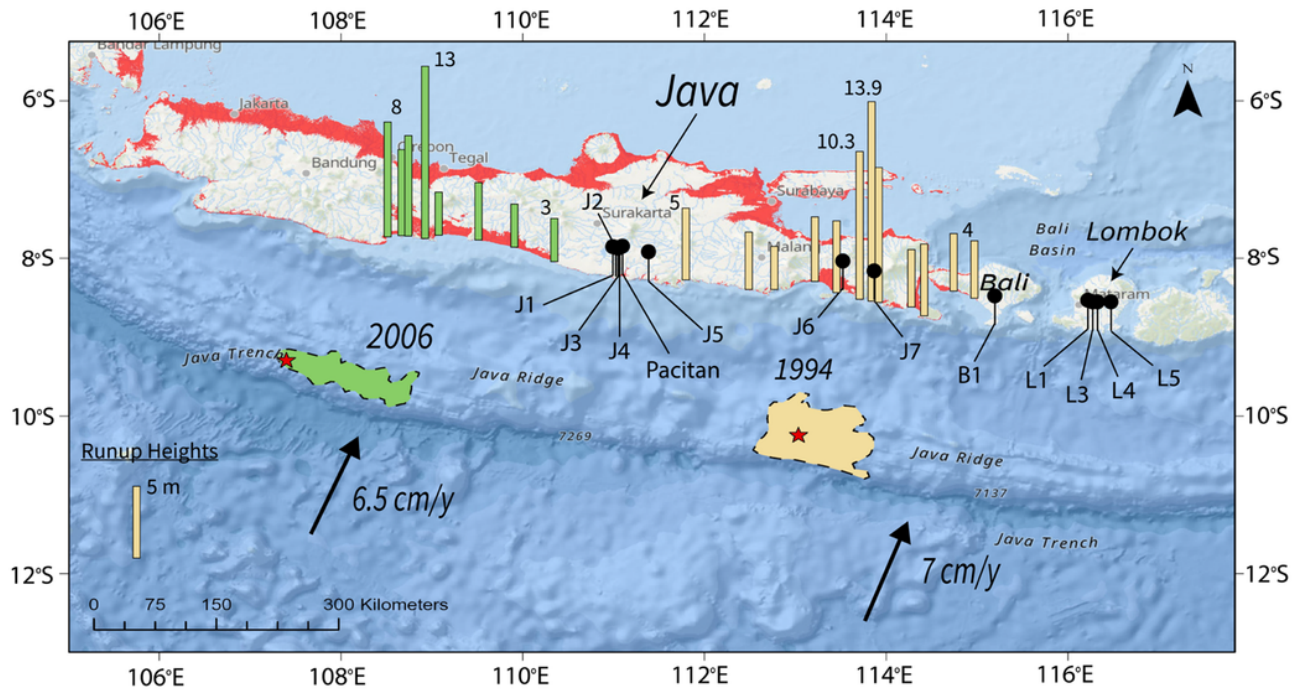 106°E 108°E 110°E 112°E 114°E 116°E
Bandar Lampung
13
Java
N
6°S
6°S
8
Jakarta
13.9
10.3
Bandung
Tegal
Surabaya
J2
5
Surakarta
3
Malan
4
Bali
Basin
Lombok
8°S
8°S
Bali
Mataram
J1
J3
J4
J5
Pacitan
J6
J7
B1
L1
L3
L4
L5
2006
1994
Java Trench
Java Ridge
10°S
10°S
7269
Java Ridge
Runup Heights
5 m
6.5 cm/y
7137
Java Trench
7 cm/y
12°S
12°S
0 75 150 300 Kilometers
106°E 108°E 110°E 112°E 114°E 116°E